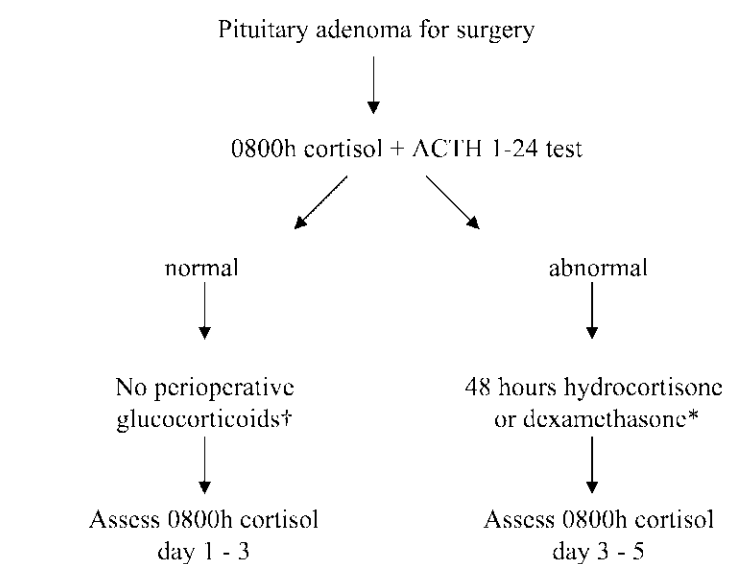 Pituitary adenoma for surgery
0800h cortisol + ACTH 1-24 test
normal
abnormal
No perioperative
glucocorticoids†
48 hours hydrocortisone
or dexamethasone*
Assess 0800h cortisol
day 1 - 3
Assess 0800h cortisol
day 3 - 5